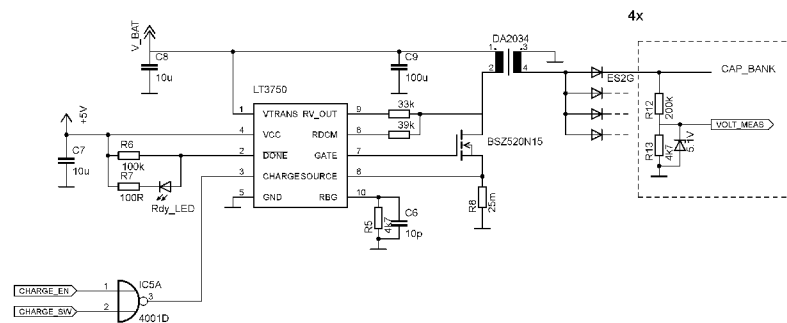 4x
V_BAT
C8
10u
C9
100u
DA2034
1
3
2
4
ES2G
CAP_BANK
R12
200k
VOLT_MEAS
R13
4k7
5.1V
LT3750
+5V
C7
10u
R6
100k
R7
100R
Rdy_LED
1 VTRANS RV_OUT 9
4 VCC RDCM 8
2 DONE GATE 7
3 CHARGE SOURCE 6
5 GND RBG 10
33k
39k
BSZ520N15
R8
25m
R5
4k7
C6
10p
CHARGE_EN 1
CHARGE_SW 2
IC5A
3
4001D